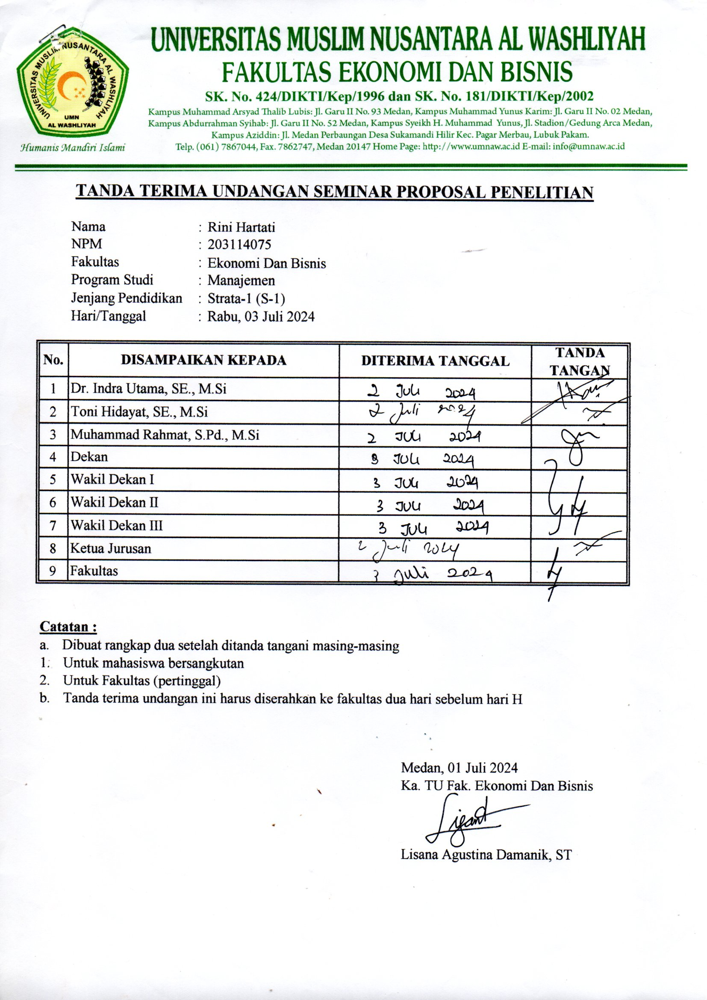 UNIVERSITAS MUSLIM NUSANTARA AL WASHLIYAH
UMN
AL WASHLIYAH
Humanis Mandiri Islami
UNIVERSITAS MUSLIM NUSANTARA AL WASHLIYAH
FAKULTAS EKONOMI DAN BISNIS
SK. No. 424/DIKTI/Kep/1996 dan SK. No. 181/DIKTI/Kep/2002
Kampus Muhammad Arsyad Thalib Lubis: Jl. Garu II No. 93 Medan, Kampus Muhammad Yunus Karim: Jl. Garu II No. 02 Medan,
Kampus Abdurrahman Syihab: Jl. Garu II No. 52 Medan, Kampus Syeikh H. Muhammad Yunus, Jl. Stadion/Gedung Arca Medan,
Kampus Aziddin: Jl. Medan Perbaungan Desa Sukamandi Hilir Kec. Pagar Merbau, Lubuk Pakam.
Telp. (061) 7867044, Fax. 7862747, Medan 20147 Home Page: http://www.umnaw.ac.id E-mail: info@umnaw.ac.id
TANDA TERIMA UNDANGAN SEMINAR PROPOSAL PENELITIAN
Nama : Rini Hartati
NPM : 203114075
Fakultas : Ekonomi Dan Bisnis
Program Studi : Manajemen
Jenjang Pendidikan : Strata-1 (S-1)
Hari/Tanggal : Rabu, 03 Juli 2024
No. DISAMPAIKAN KEPADA DITERIMA TANGGAL TANDA TANGAN
1 Dr. Indra Utama, SE., M.Si 2 JULI 2024
2 Toni Hidayat, SE., M.Si 2 Juli 2024
3 Muhammad Rahmat, S.Pd., M.Si 2 JULI 2024
4 Dekan JULI 2024
5 Wakil Dekan I 3 JULI 2024
6 Wakil Dekan II 3 JULI 2024
7 Wakil Dekan III 3 JULI 2024
8 Ketua Jurusan 2 Juli 2024
9 Fakultas 3 Juli 2024
Catatan :
a. Dibuat rangkap dua setelah ditanda tangani masing-masing
1. Untuk mahasiswa bersangkutan
2. Untuk Fakultas (pertinggal)
b. Tanda terima undangan ini harus diserahkan ke fakultas dua hari sebelum hari H
Medan, 01 Juli 2024
Ka. TU Fak. Ekonomi Dan Bisnis
Lisana Agustina Damanik, ST